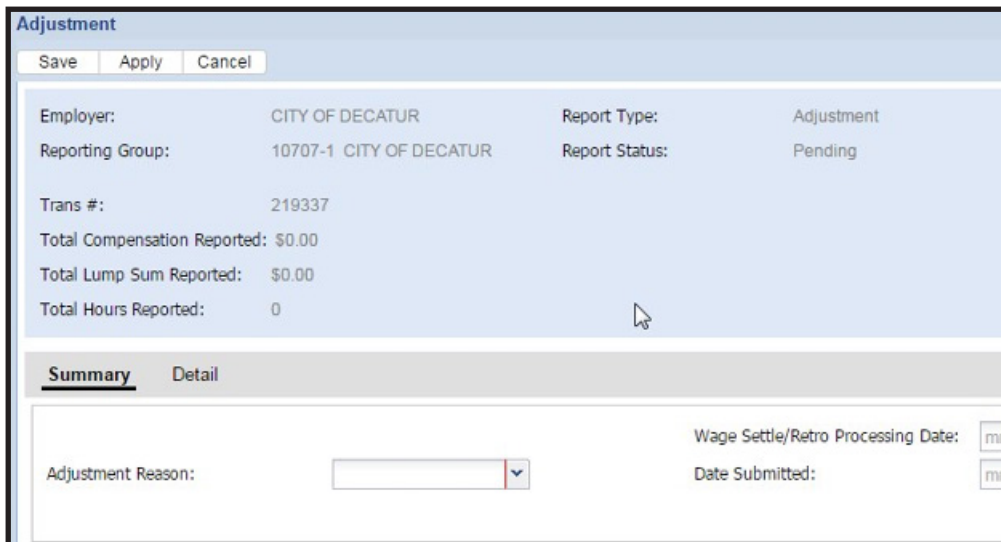 Adjustment
Save Apply Cancel
Employer: CITY OF DECATUR Report Type: Adjustment
Reporting Group: 10707-1 CITY OF DECATUR Report Status: Pending
Trans #: 219337
Total Compensation Reported: $0.00
Total Lump Sum Reported: $0.00
Total Hours Reported: 0
Summary Detail
Wage Settle/Retro Processing Date:
Adjustment Reason: Date Submitted: